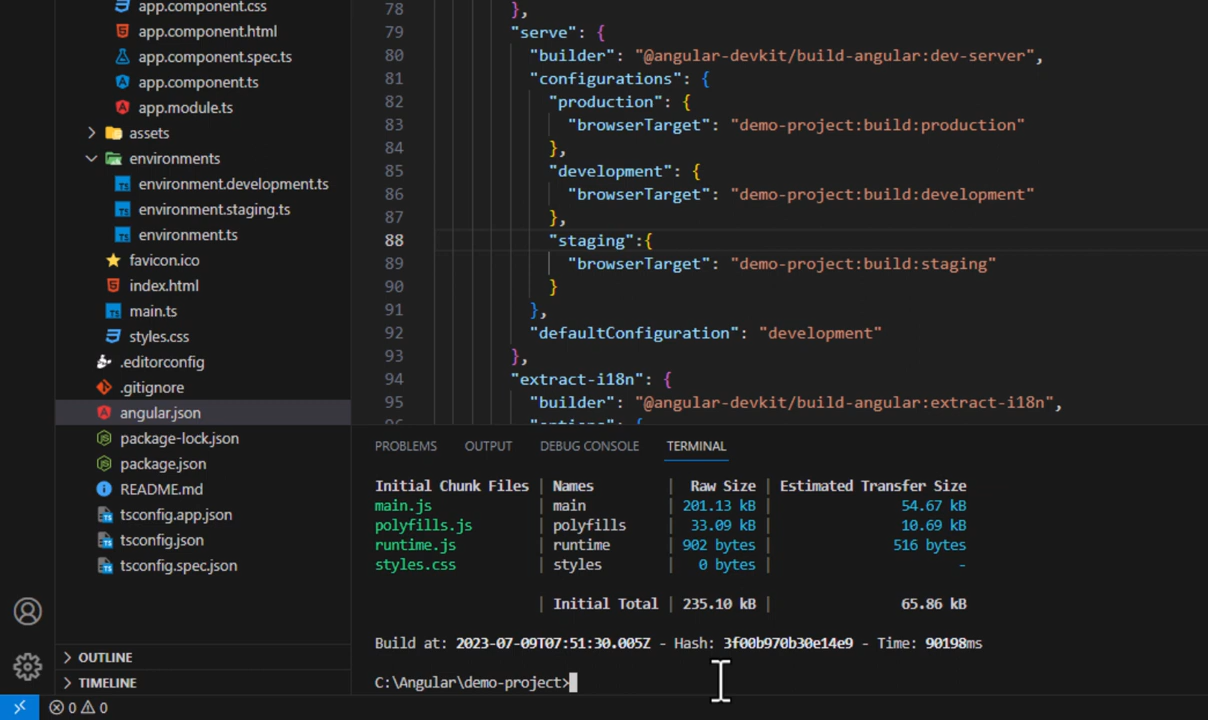 app.component.css
app.component.html
app.component.spec.ts
app.component.ts
app.module.ts
assets
environments
environment.development.ts
environment.staging.ts
environment.ts
favicon.ico
index.html
main.ts
styles.css
.editorconfig
.gitignore
angular.json
package-lock.json
package.json
README.md
tsconfig.app.json
tsconfig.json
tsconfig.spec.json
OUTLINE
TIMELINE
78 },
79 "serve": {
80 "builder": "@angular-devkit/build-angular:dev-server",
81 "configurations": {
82 "production": {
83 "browserTarget": "demo-project:build:production"
84 },
85 "development": {
86 "browserTarget": "demo-project:build:development"
87 },
88 "staging":{
89 "browserTarget": "demo-project:build:staging"
90 }
91 },
92 "defaultConfiguration": "development"
93 },
94 "extract-i18n": {
95 "builder": "@angular-devkit/build-angular:extract-i18n",
PROBLEMS OUTPUT DEBUG CONSOLE TERMINAL
Initial Chunk Files | Names | Raw Size | Estimated Transfer Size
main.js | main | 201.13 kB | 54.67 kB
polyfills.js | polyfills | 33.09 kB | 10.69 kB
runtime.js | runtime | 902 bytes | 516 bytes
styles.css | styles | 0 bytes | -
| Initial Total | 235.10 kB | 65.86 kB
Build at: 2023-07-09T07:51:30.005Z - Hash: 3f00b970b30e14e9 - Time: 90198ms
C:\Angular\demo-project>
0 0